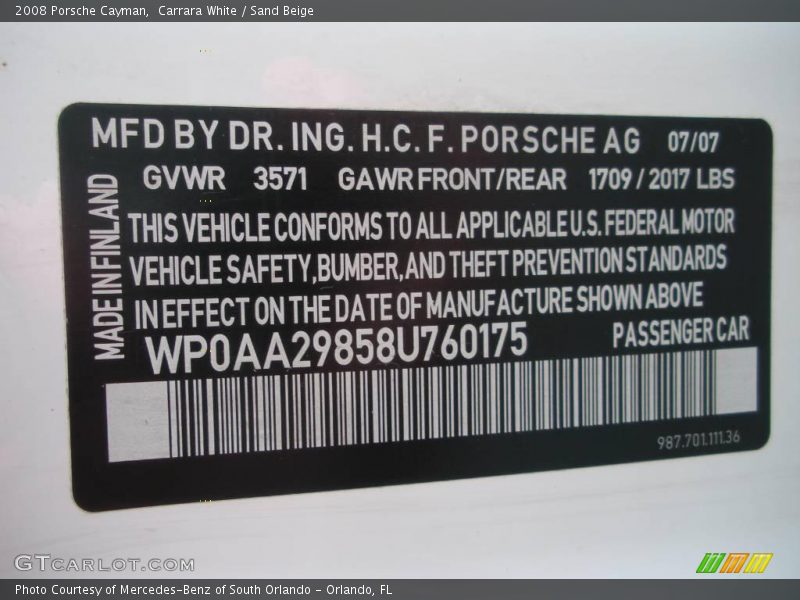 2008 Porsche Cayman,  Carrara White / Sand Beige
MFD BY DR. ING. H.C. F. PORSCHE AG 07/07
GVWR 3571 GAWR FRONT/REAR 1709 / 2017 LBS
MADE IN FINLAND
THIS VEHICLE CONFORMS TO ALL APPLICABLE U.S. FEDERAL MOTOR
VEHICLE SAFETY, BUMBER, AND THEFT PREVENTION STANDARDS
IN EFFECT ON THE DATE OF MANUFACTURE SHOWN ABOVE
WP0AA29858U760175 PASSENGER CAR
987.701.111.36
GTCARLOT.COM
Photo Courtesy of Mercedes-Benz of South Orlando - Orlando, FL